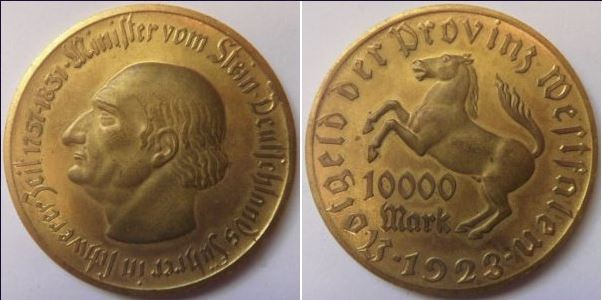 Minister vom Stein · Deutschlands Führer in schwerer Zeit 1757-1831 ·
Notgeld der Provinz Westfalen
10000
Mark
· 1923 ·